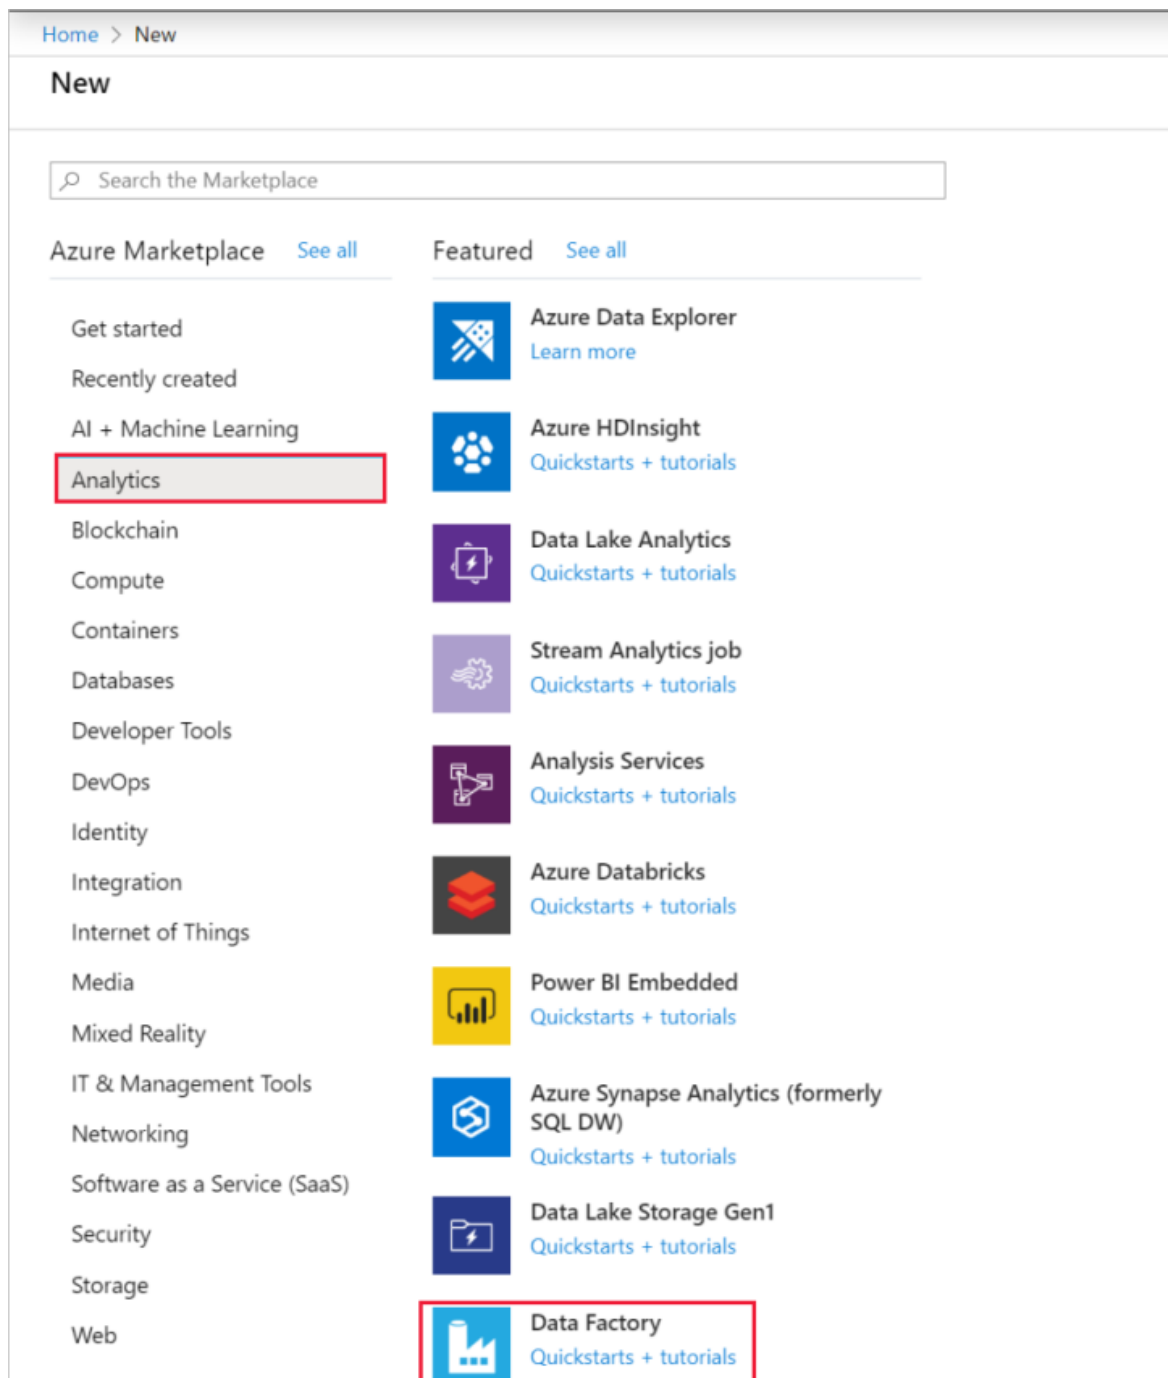 Home > New
New
Search the Marketplace
Azure Marketplace See all
Get started
Recently created
AI + Machine Learning
Analytics
Blockchain
Compute
Containers
Databases
Developer Tools
DevOps
Identity
Integration
Internet of Things
Media
Mixed Reality
IT & Management Tools
Networking
Software as a Service (SaaS)
Security
Storage
Web
Featured See all
Azure Data Explorer
Learn more
Azure HDInsight
Quickstarts + tutorials
Data Lake Analytics
Quickstarts + tutorials
Stream Analytics job
Quickstarts + tutorials
Analysis Services
Quickstarts + tutorials
Azure Databricks
Quickstarts + tutorials
Power BI Embedded
Quickstarts + tutorials
Azure Synapse Analytics (formerly
SQL DW)
Quickstarts + tutorials
Data Lake Storage Gen1
Quickstarts + tutorials
Data Factory
Quickstarts + tutorials